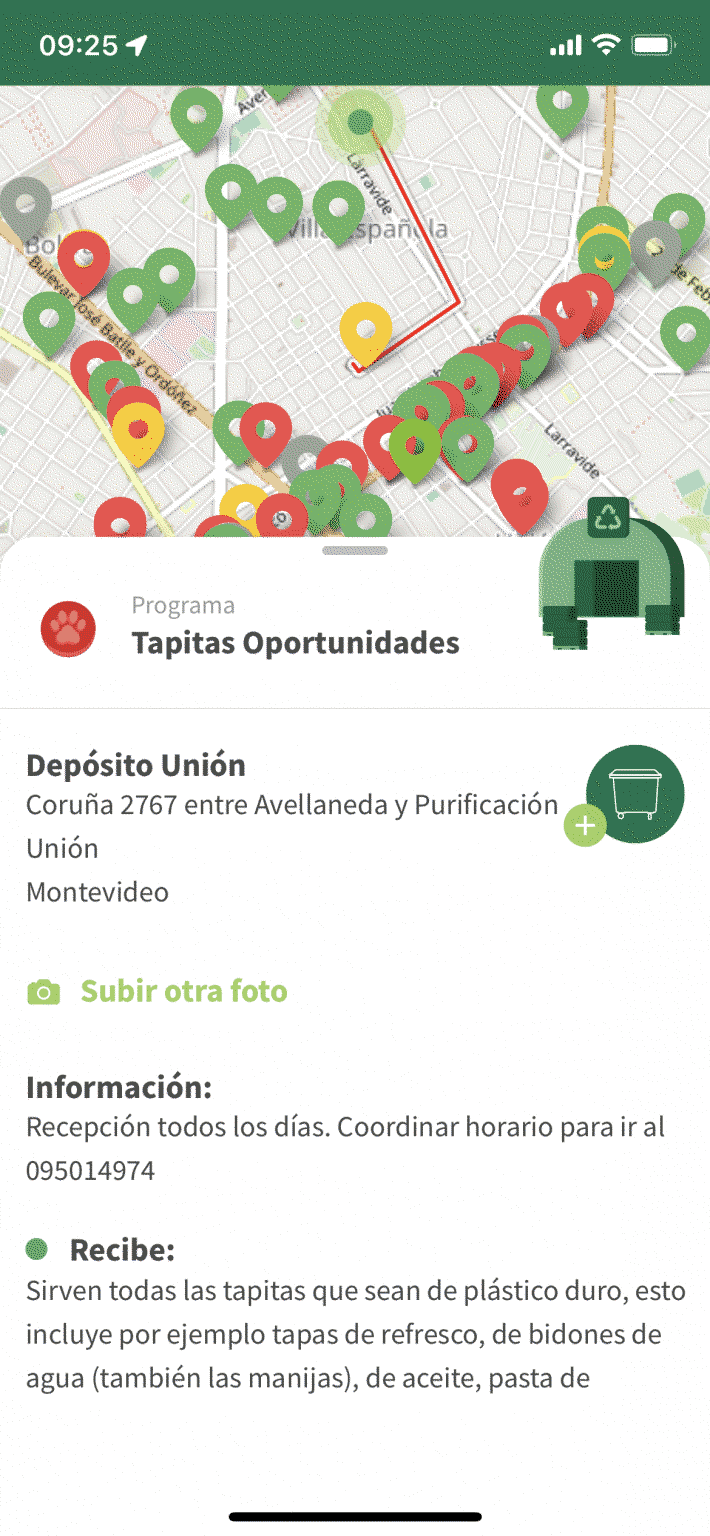 09:25
Aver
Larravide
Villa Española
Bol
Bulevar José Batlle y Ordóñez
de Feb
Larravide
Programa
Tapitas Oportunidades
Depósito Unión
Coruña 2767 entre Avellaneda y Purificación
Unión
Montevideo
Subir otra foto
Información:
Recepción todos los días. Coordinar horario para ir al
095014974
Recibe:
Sirven todas las tapitas que sean de plástico duro, esto
incluye por ejemplo tapas de refresco, de bidones de
agua (también las manijas), de aceite, pasta de